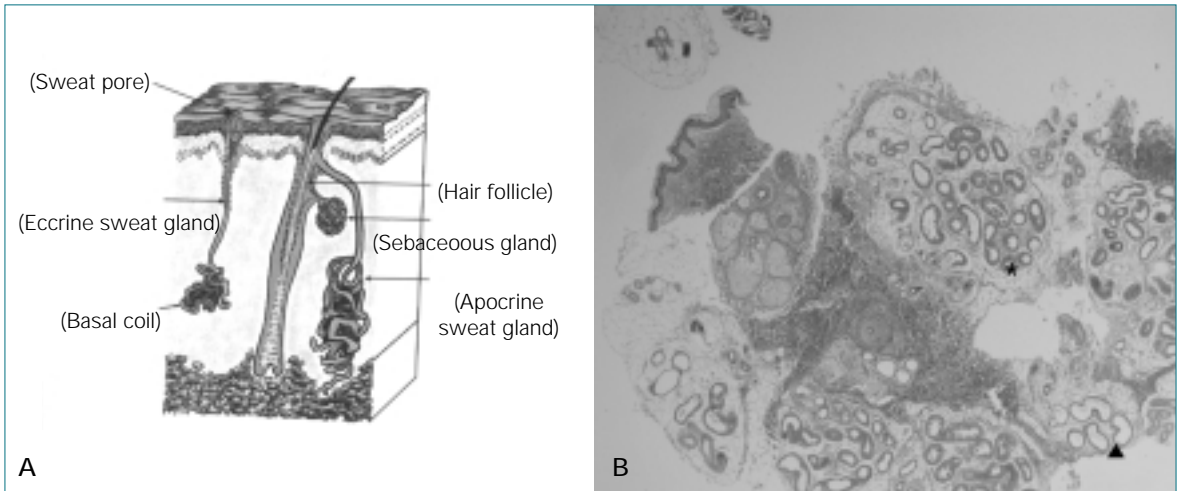 (Sweat pore)
(Hair follicle)
(Eccrine sweat gland)
(Sebaceoous gland)
(Basal coil)
(Apocrine
sweat gland)
A
B